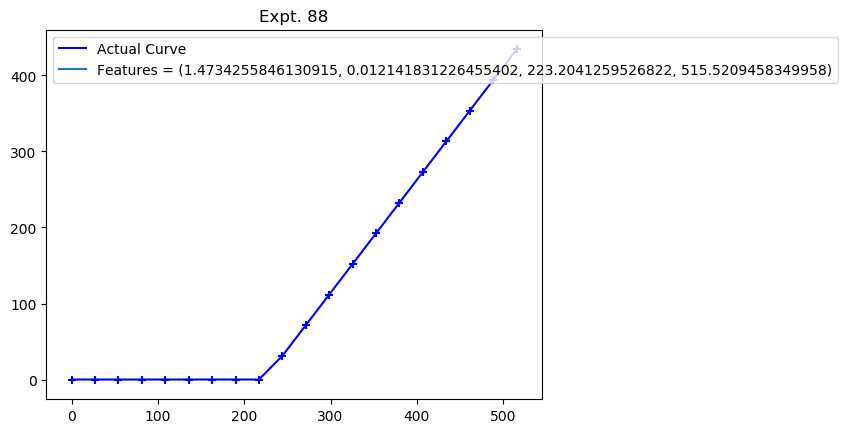 Expt. 88
Actual Curve
Features = (1.4734255846130915, 0.012141831226455402, 223.2041259526822, 515.5209458349958)
400
300
200
100
0
0 100 200 300 400 500